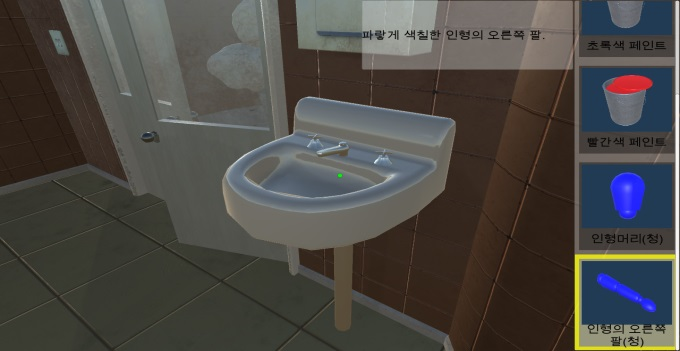 파랗게 색칠한 인형의 오른쪽 팔.
초록색 페인트
빨간색 페인트
인형머리(청)
인형의 오른쪽
팔(청)